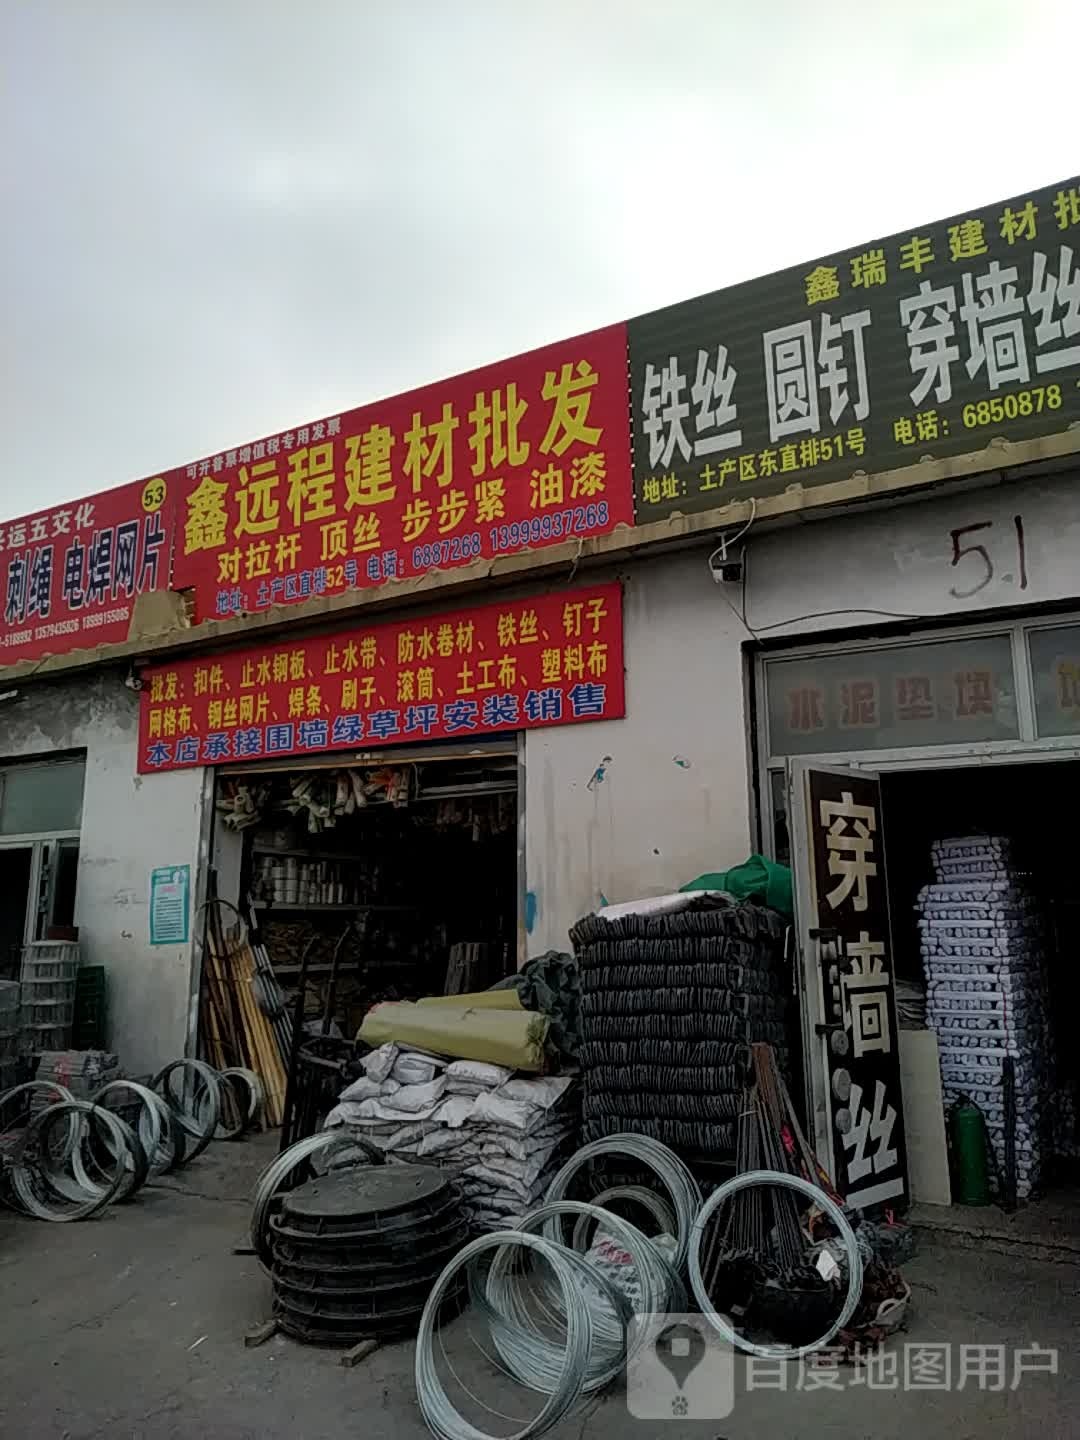 运五交化
53
刺绳 电焊网片
-5188992 13579435826 18999155085
可开普票增值税专用发票
鑫远程建材批发
对拉杆 顶丝 步步紧 油漆
地址：土产区直排52号 电话：6887268 13999937268
鑫瑞丰建材批
铁丝 圆钉 穿墙丝
地址：土产区东直排51号 电话：6850878
批发：扣件、止水钢板、止水带、防水卷材、铁丝、钉子
网格布、钢丝网片、焊条、刷子、滚筒、土工布、塑料布
本店承接围墙绿草坪安装销售
51
水泥垫块
穿墙丝
百度地图用户